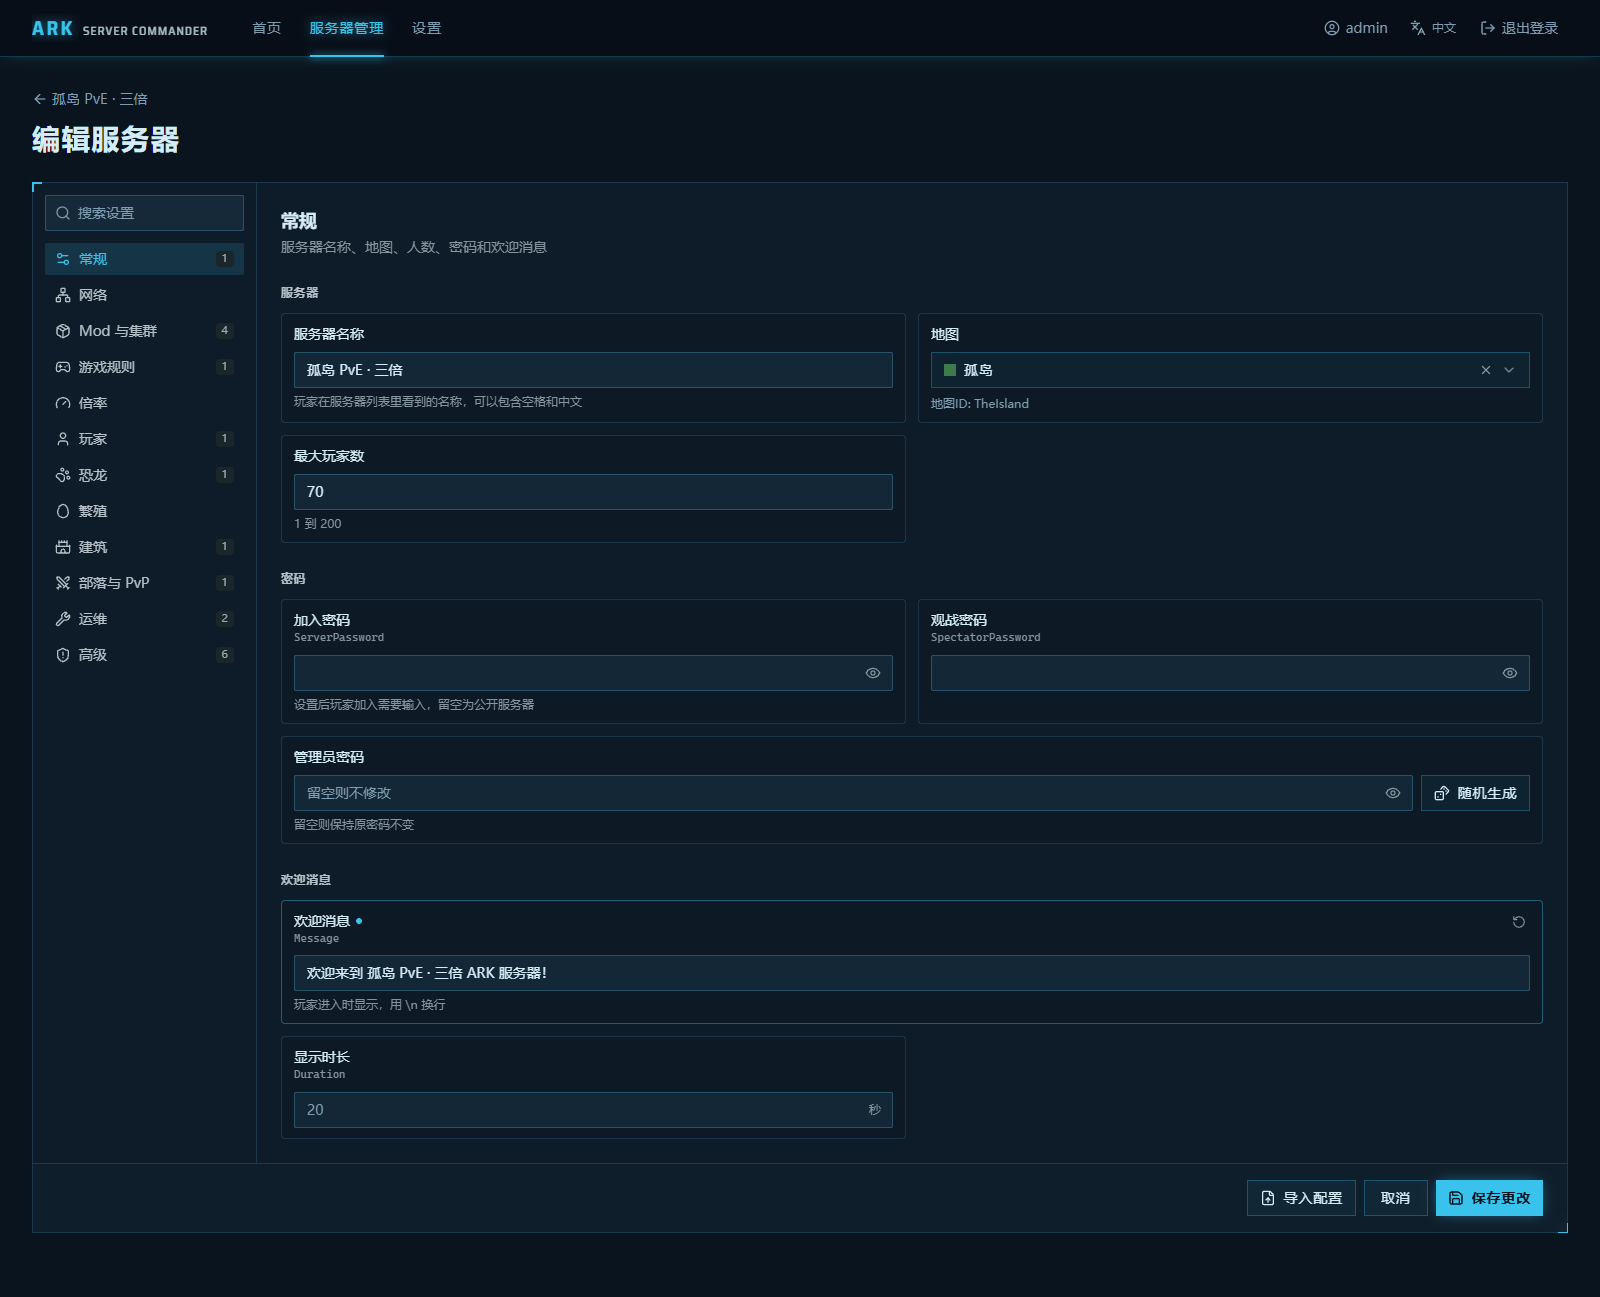 ARK SERVER COMMANDER
首页
服务器管理
设置
admin
中文
退出登录
孤岛 PvE · 三倍
编辑服务器
搜索设置
常规 1
网络
Mod 与集群 4
游戏规则 1
倍率
玩家 1
恐龙 1
繁殖
建筑 1
部落与 PvP 1
运维 2
高级 6
常规
服务器名称、地图、人数、密码和欢迎消息
服务器
服务器名称
孤岛 PvE · 三倍
玩家在服务器列表里看到的名称，可以包含空格和中文
地图
孤岛
地图ID: TheIsland
最大玩家数
70
1 到 200
密码
加入密码
ServerPassword
设置后玩家加入需要输入，留空为公开服务器
观战密码
SpectatorPassword
管理员密码
留空则不修改
随机生成
留空则保持原密码不变
欢迎消息
欢迎消息
Message
欢迎来到 孤岛 PvE · 三倍 ARK 服务器！
玩家进入时显示，用 \n 换行
显示时长
Duration
20 秒
导入配置
取消
保存更改